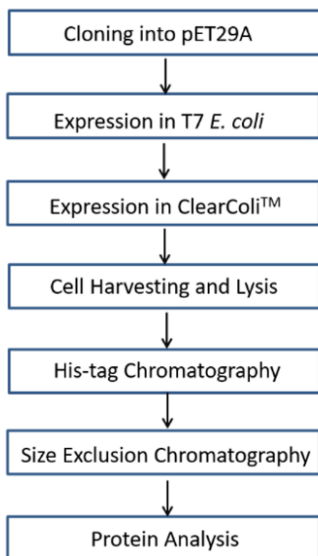 Cloning into pET29A
Expression in T7 E. coli
Expression in ClearColi™
Cell Harvesting and Lysis
His-tag Chromatography
Size Exclusion Chromatography
Protein Analysis